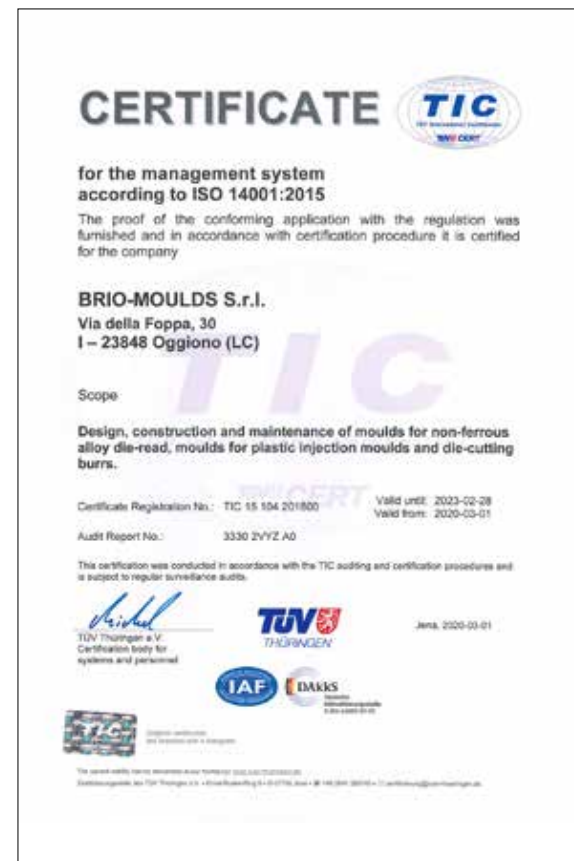 CERTIFICATE
TIC
TÜV CERT
for the management system
according to ISO 14001:2015
The proof of the conforming application with the regulation was
furnished and in accordance with certification procedure it is certified
for the company
BRIO-MOULDS S.r.l.
Via della Foppa, 30
I – 23848 Oggiono (LC)
Scope
Design, construction and maintenance of moulds for non-ferrous
alloy die-read, moulds for plastic injection moulds and die-cutting
burrs.
Certificate Registration No.: TIC 15 104 201600
Valid until: 2023-02-28
Valid from: 2020-03-01
Audit Report No.: 3330 2VYZ A0
This certification was conducted in accordance with the TIC auditing and certification procedures and
is subject to regular surveillance audits.
TÜV Thüringen e.V.
Certification body for
systems and personnel
TÜV
THÜRINGEN
Jena, 2020-03-01
IAF
DAkkS
TIC